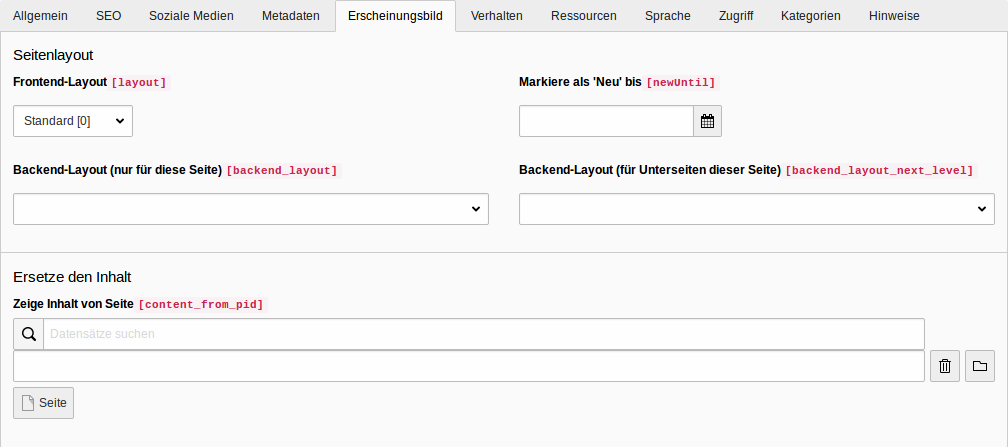 Allgemein SEO Soziale Medien Metadaten Erscheinungsbild Verhalten Ressourcen Sprache Zugriff Kategorien Hinweise
Seitenlayout
Frontend-Layout [layout] Markiere als 'Neu' bis [newUntil]
Standard [0]
Backend-Layout (nur für diese Seite) [backend_layout] Backend-Layout (für Unterseiten dieser Seite) [backend_layout_next_level]
Ersetze den Inhalt
Zeige Inhalt von Seite [content_from_pid]
Datensätze suchen
Seite